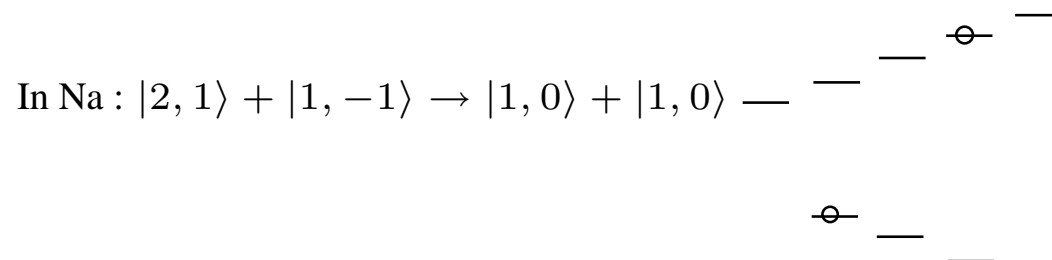 In Na : |2, 1⟩ + |1, −1⟩ → |1, 0⟩ + |1, 0⟩